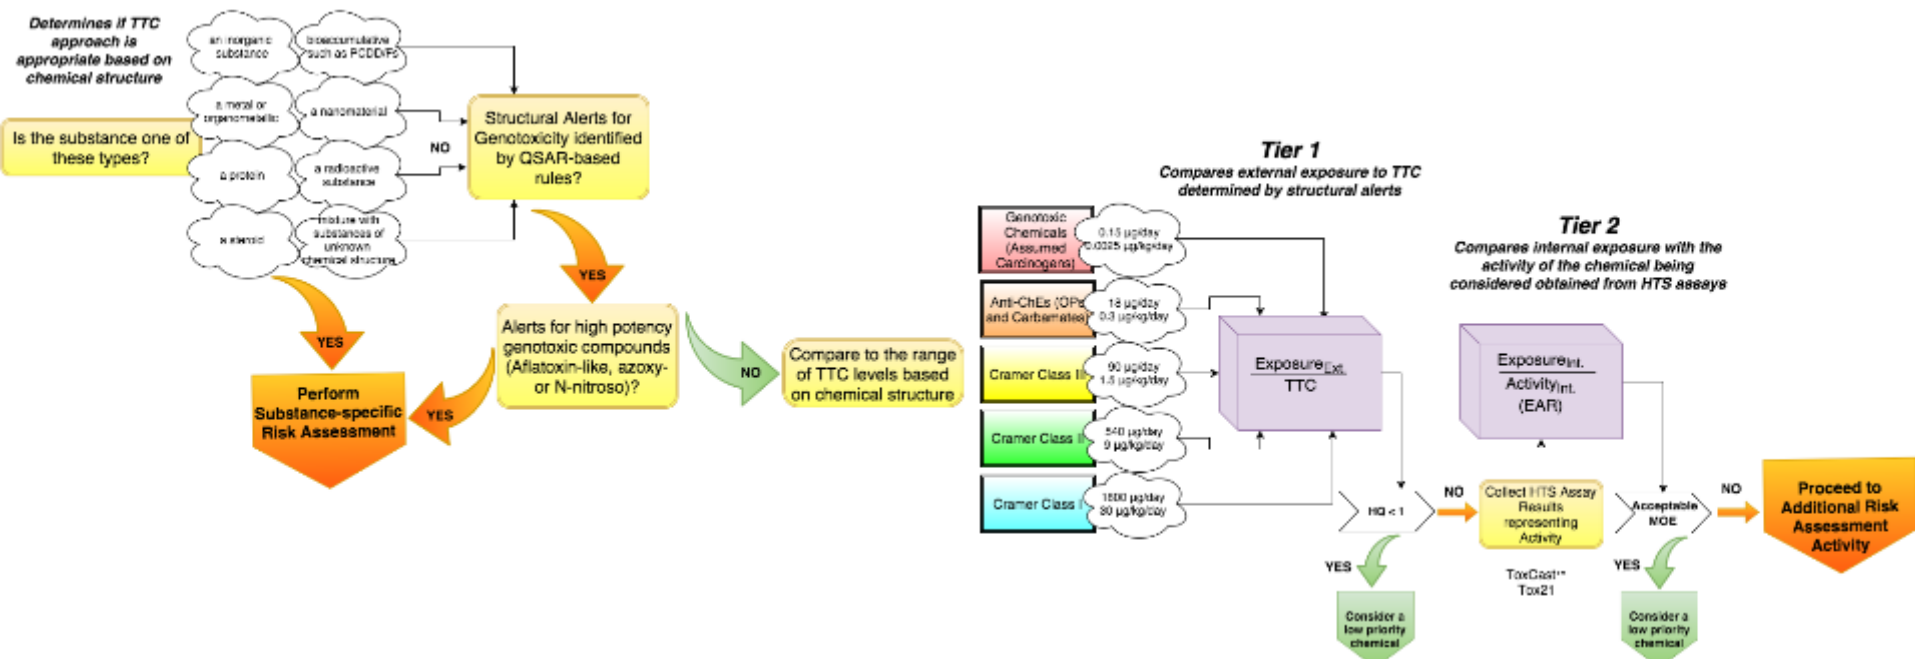 Determines if TTC
approach is
appropriate based on
chemical structure
Is the substance one of
these types?
an inorganic
substance
bioaccumulative
such as PCDD/Fs
a metal or
organometallic
a nanomaterial
a protein
a radioactive
substance
a steroid
mixture with
substances of
unknown
chemical structure
NO
Structural Alerts for
Genotoxicity identified
by QSAR-based
rules?
YES
YES
Perform
Substance-specific
Risk Assessment
YES
Alerts for high potency
genotoxic compounds
(Aflatoxin-like, azoxy-
or N-nitroso)?
NO
Compare to the range
of TTC levels based
on chemical structure
Tier 1
Compares external exposure to TTC
determined by structural alerts
Genotoxic
Chemicals
(Assumed
Carcinogens)
0.15 µg/day
0.0025 µg/kg/day
Anti-ChEs (OPs
and Carbamates)
18 µg/day
0.3 µg/kg/day
Cramer Class III
90 µg/day
1.5 µg/kg/day
Cramer Class II
540 µg/day
9 µg/kg/day
Cramer Class I
1800 µg/day
30 µg/kg/day
Exposure Ext.
TTC
HQ < 1
YES
Consider a
low priority
chemical
NO
Tier 2
Compares internal exposure with the
activity of the chemical being
considered obtained from HTS assays
Exposure Int.
Activity Int.
(EAR)
Collect HTS Assay
Results
representing
Activity
ToxCast™
Tox21
Acceptable
MOE
YES
Consider a
low priority
chemical
NO
Proceed to
Additional Risk
Assessment
Activity